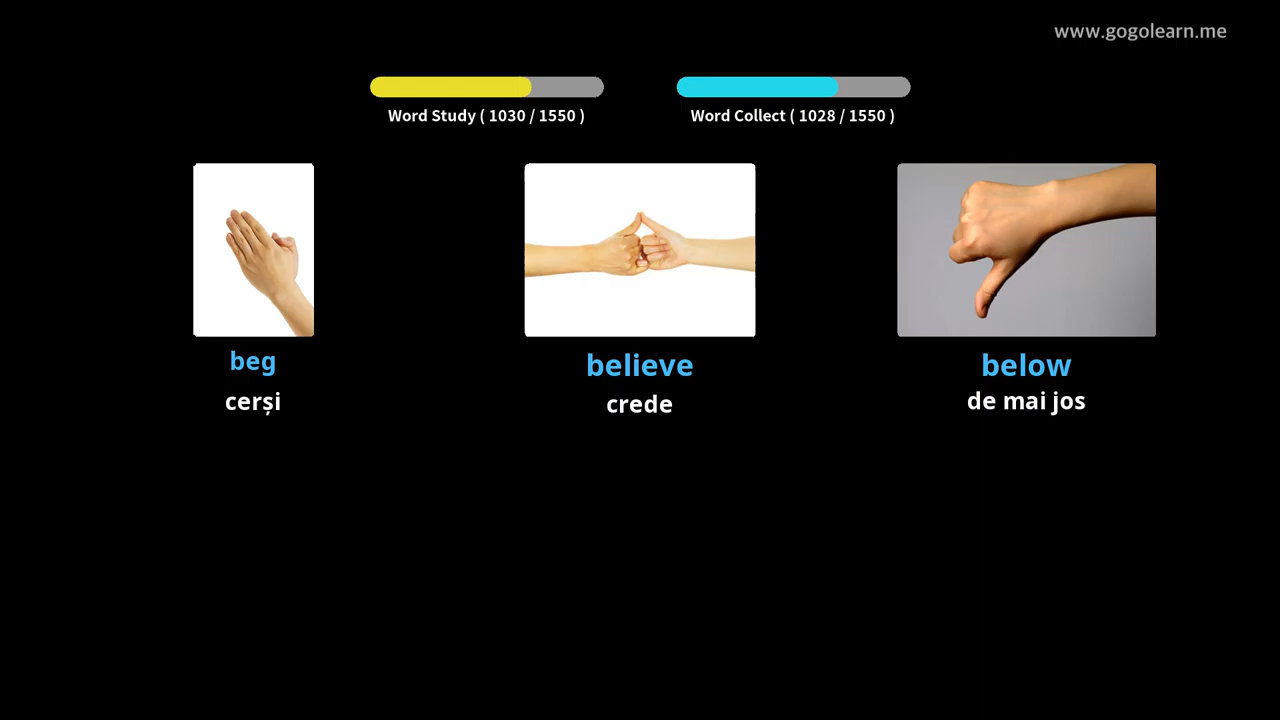 www.gogolearn.me
Word Study ( 1030 / 1550 )
Word Collect ( 1028 / 1550 )
beg
cerși
believe
crede
below
de mai jos